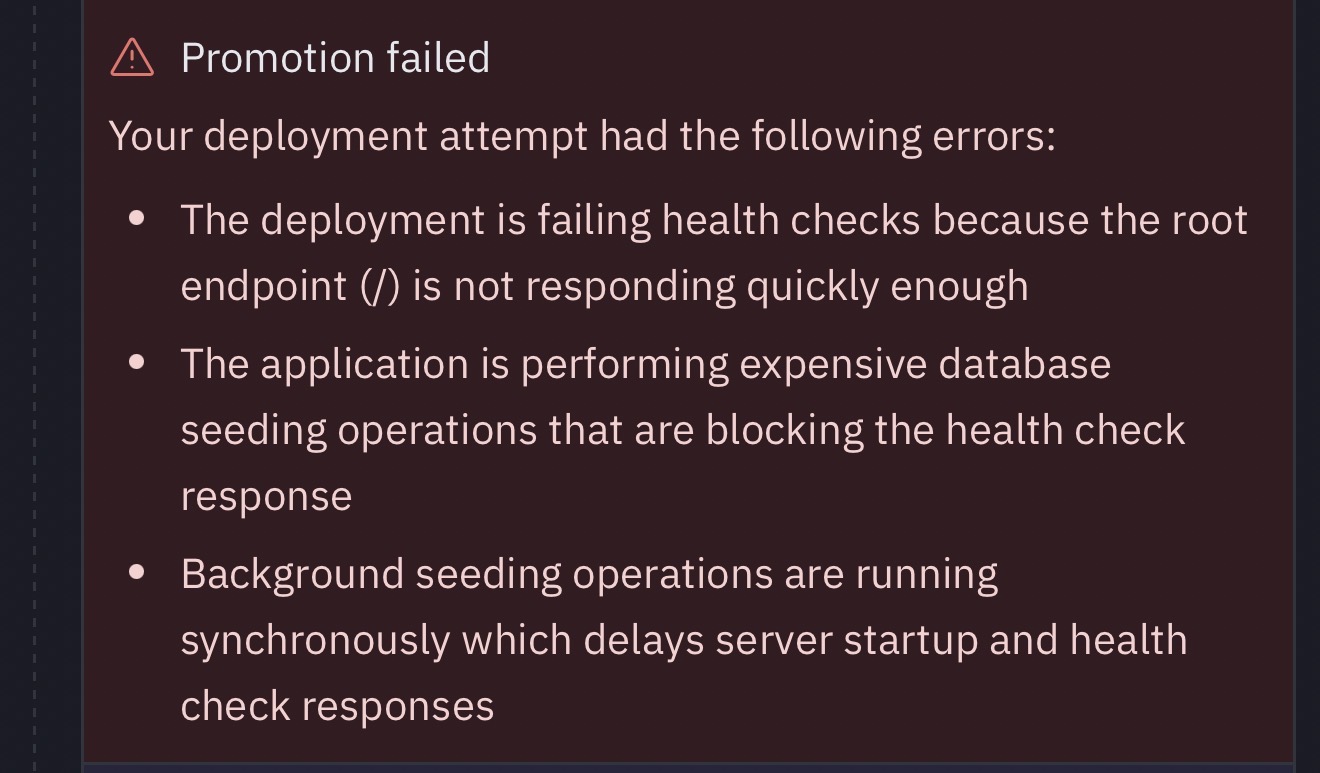 Promotion failed
Your deployment attempt had the following errors:
• The deployment is failing health checks because the root
endpoint (/) is not responding quickly enough
• The application is performing expensive database
seeding operations that are blocking the health check
response
• Background seeding operations are running
synchronously which delays server startup and health
check responses